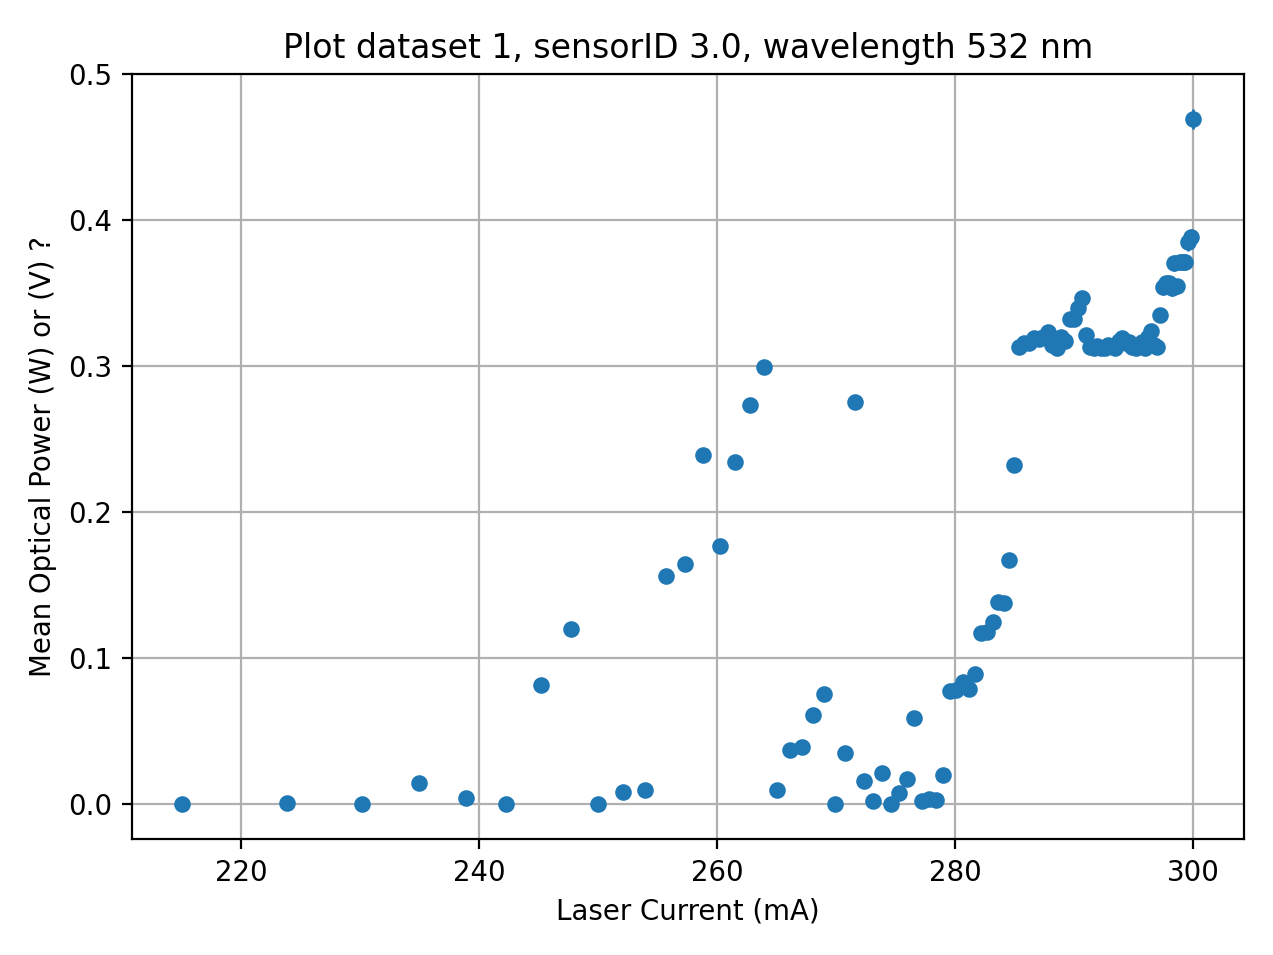 Plot dataset 1, sensorID 3.0, wavelength 532 nm
0.5
0.4
0.3
0.2
0.1
0.0
Mean Optical Power (W) or (V) ?
220 240 260 280 300
Laser Current (mA)